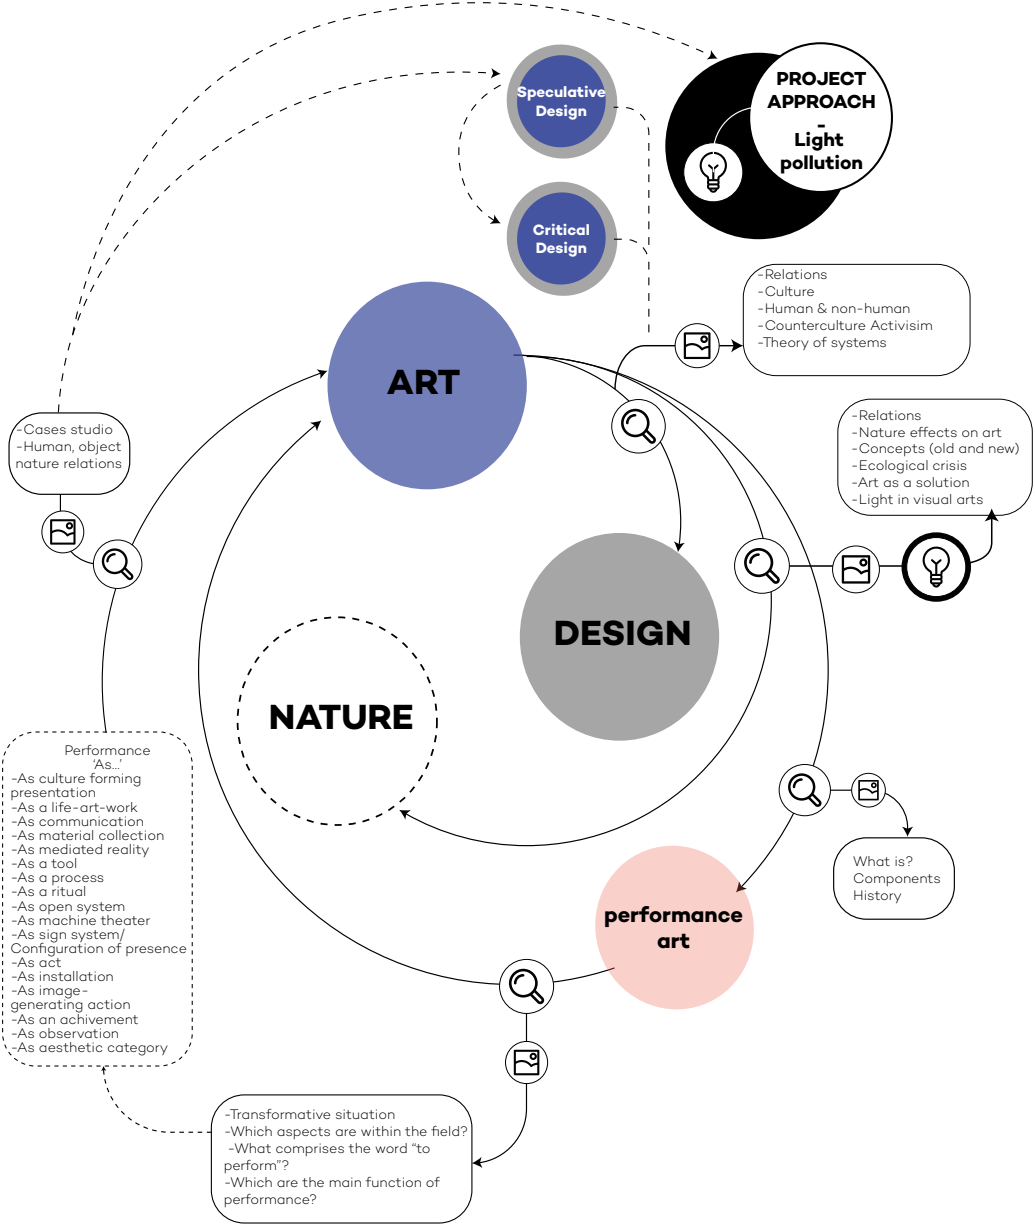 Speculative
Design
PROJECT
APPROACH
-
Light
pollution
Critical
Design
-Relations
-Culture
-Human & non-human
-Counterculture Activisim
-Theory of systems
ART
-Cases studio
-Human, object
nature relations
-Relations
-Nature effects on art
-Concepts (old and new)
-Ecological crisis
-Art as a solution
-Light in visual arts
DESIGN
NATURE
Performance
‘As...’
-As culture forming
presentation
-As a life-art-work
-As communication
-As material collection
-As mediated reality
-As a tool
-As a process
-As a ritual
-As open system
-As machine theater
-As sign system/
Configuration of presence
-As act
-As installation
-As image-
generating action
-As an achivement
-As observation
-As aesthetic category
What is?
Components
History
performance
art
-Transformative situation
-Which aspects are within the field?
-What comprises the word “to
perform”?
-Which are the main function of
performance?